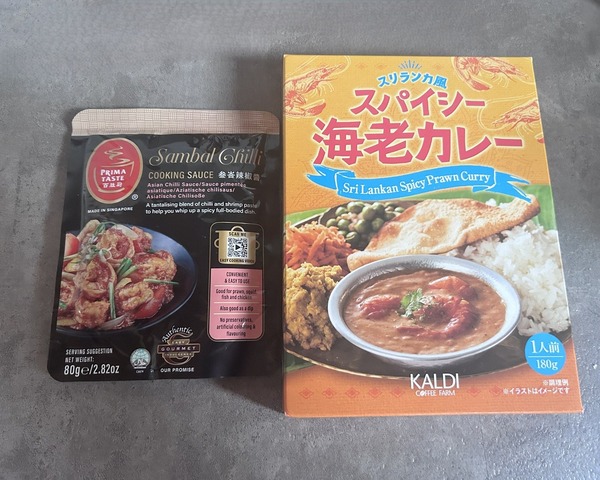 PRIMA TASTE
百勝廚
®
MADE IN SINGAPORE
Sambal Chilli
COOKING SAUCE 叁峇辣椒酱
Asian Chilli Sauce/Sauce pimentée
asiatique/Aziatische chilisaus/
Asiatische Chilisoße
A tantalising blend of chilli and shrimp paste
to help you whip up a spicy full-bodied dish.
SCAN ME
EASY COOKING VIDEO
CONVENIENT
& EASY TO USE
Good for prawn, squid,
fish and chicken
Also good as a dip
No preservatives,
artificial colouring &
flavouring
Authentic
EASY
GOURMET
OUR PROMISE
SERVING SUGGESTION
NET WEIGHT:
80g e/2.82oz
スリランカ風
スパイシー
海老カレー
Sri Lankan Spicy Prawn Curry
1人前
180g
KALDI
COFFEE FARM
※調理例
※イラストはイメージです